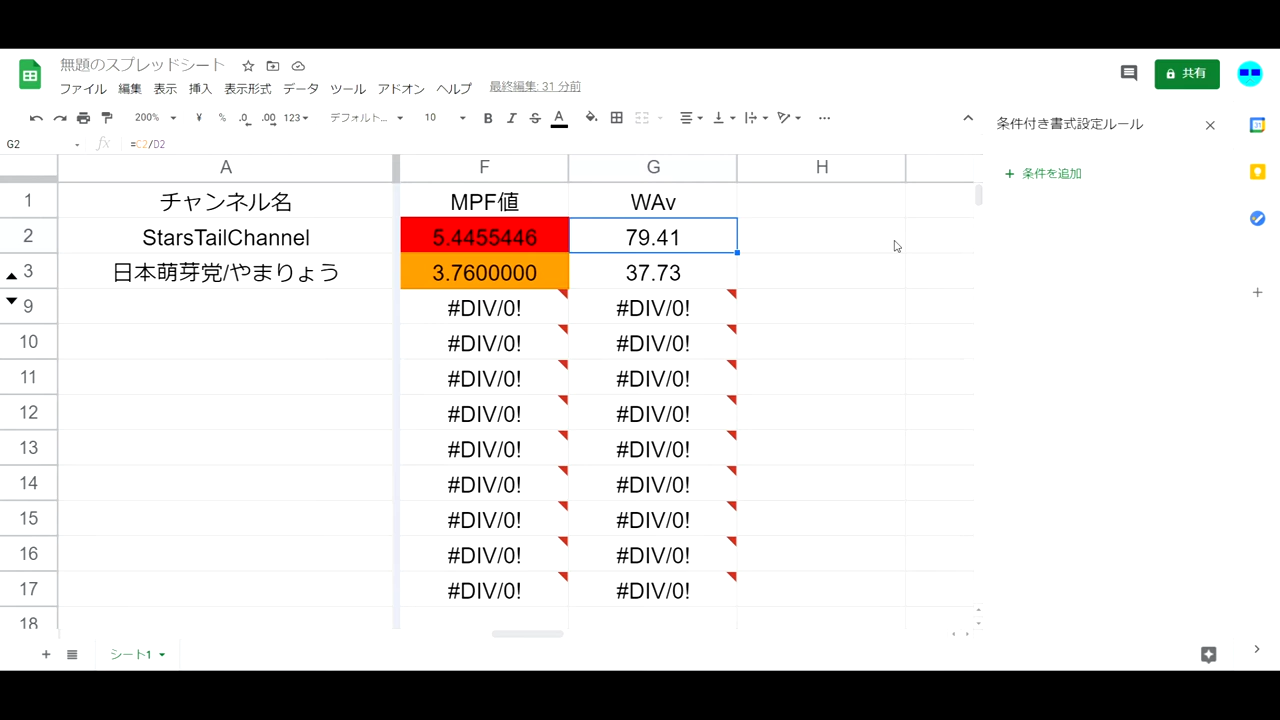 無題のスプレッドシート
ファイル 編集 表示 挿入 表示形式 データ ツール アドオン ヘルプ 最終編集: 31 分前
共有
200% ¥ % .0 .00 123 デフォルト... 10 B I S A
条件付き書式設定ルール
G2 fx =C2/D2
+ 条件を追加
A F G H
1 チャンネル名 MPF値 WAv
2 StarsTailChannel 5.4455446 79.41
3 日本萌芽党/やまりょう 3.7600000 37.73
9 #DIV/0! #DIV/0!
10 #DIV/0! #DIV/0!
11 #DIV/0! #DIV/0!
12 #DIV/0! #DIV/0!
13 #DIV/0! #DIV/0!
14 #DIV/0! #DIV/0!
15 #DIV/0! #DIV/0!
16 #DIV/0! #DIV/0!
17 #DIV/0! #DIV/0!
18
シート1